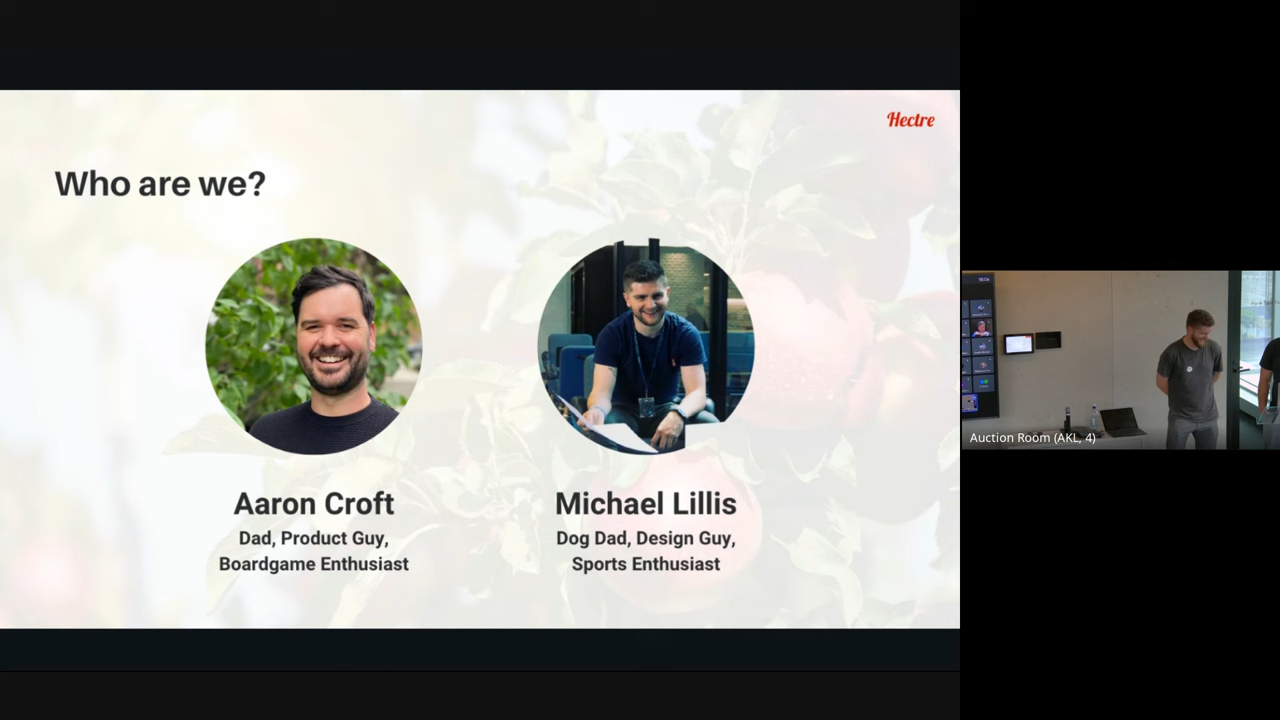 Hectre
Who are we?
Aaron Croft
Dad, Product Guy,
Boardgame Enthusiast
Michael Lillis
Dog Dad, Design Guy,
Sports Enthusiast
Auction Room (AKL, 4)